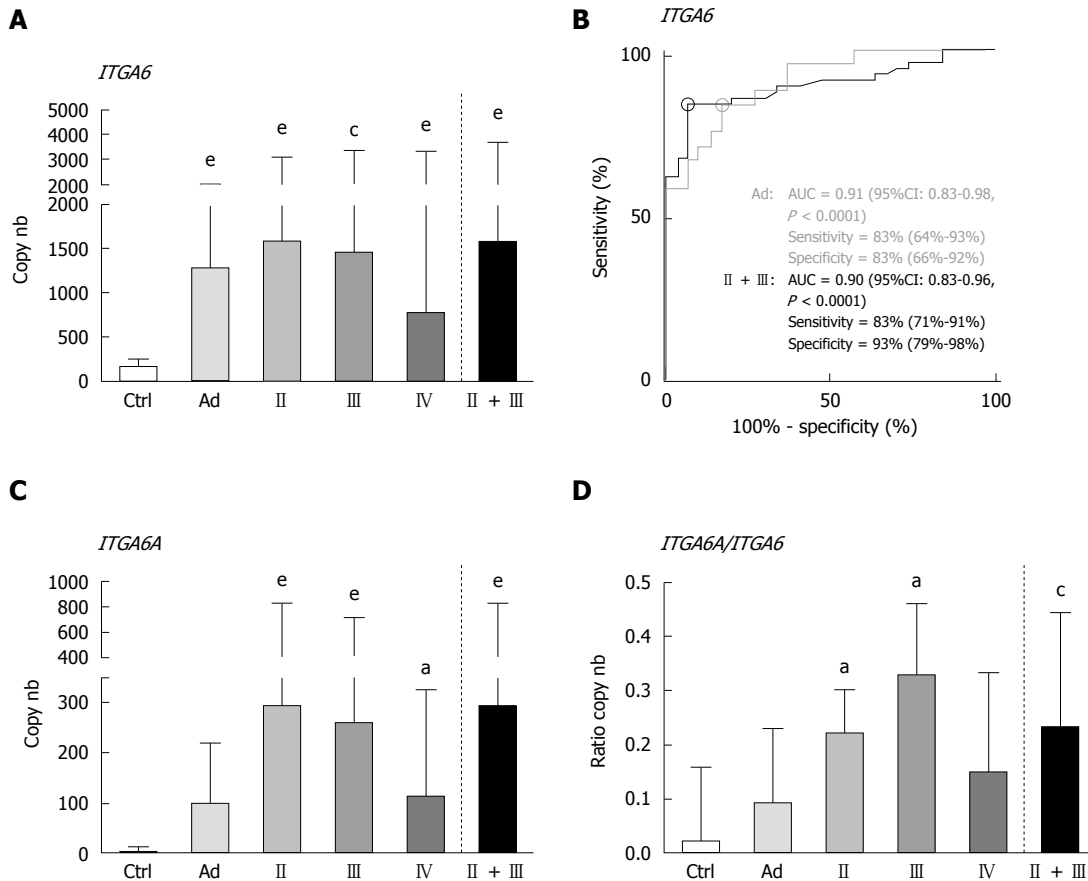 A
ITGA6
Copy nb
5000
4000
3000
2000
2000
1500
1000
500
0
e
e
c
e
e
Ctrl
Ad
Ⅱ
Ⅲ
Ⅳ
Ⅱ + Ⅲ
B
ITGA6
Sensitivity (%)
100
50
0
Ad: AUC = 0.91 (95%CI: 0.83-0.98,
P < 0.0001)
Sensitivity = 83% (64%-93%)
Specificity = 83% (66%-92%)
Ⅱ + Ⅲ: AUC = 0.90 (95%CI: 0.83-0.96,
P < 0.0001)
Sensitivity = 83% (71%-91%)
Specificity = 93% (79%-98%)
0
50
100
100% - specificity (%)
C
ITGA6A
Copy nb
1000
800
600
400
300
200
100
0
e
e
a
e
Ctrl
Ad
Ⅱ
Ⅲ
Ⅳ
Ⅱ + Ⅲ
D
ITGA6A/ITGA6
Ratio copy nb
0.5
0.4
0.3
0.2
0.1
0.0
a
a
c
Ctrl
Ad
Ⅱ
Ⅲ
Ⅳ
Ⅱ + Ⅲ